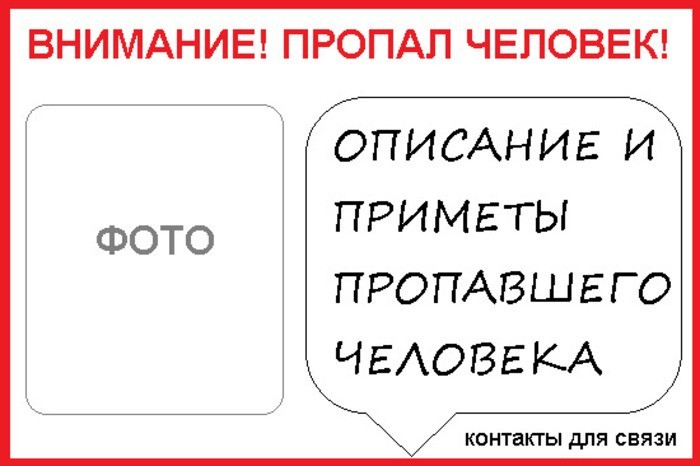 ВНИМАНИЕ! ПРОПАЛ ЧЕЛОВЕК!
ФОТО
ОПИСАНИЕ И
ПРИМЕТЫ
ПРОПАВШЕГО
ЧЕЛОВЕКА
контакты для связи